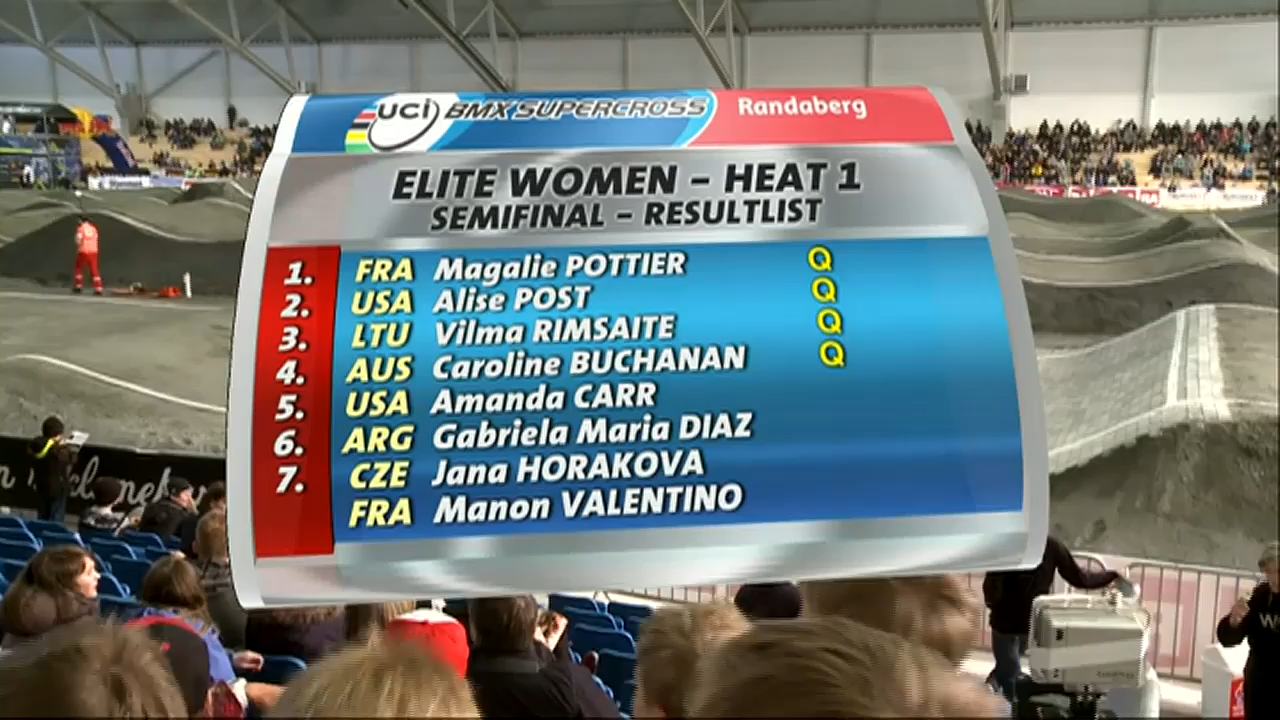 UCi BMX SUPERCROSS Randaberg
ELITE WOMEN – HEAT 1
SEMIFINAL – RESULTLIST
1. FRA Magalie POTTIER Q
2. USA Alise POST Q
3. LTU Vilma RIMSAITE Q
4. AUS Caroline BUCHANAN Q
5. USA Amanda CARR
6. ARG Gabriela Maria DIAZ
7. CZE Jana HORAKOVA
FRA Manon VALENTINO